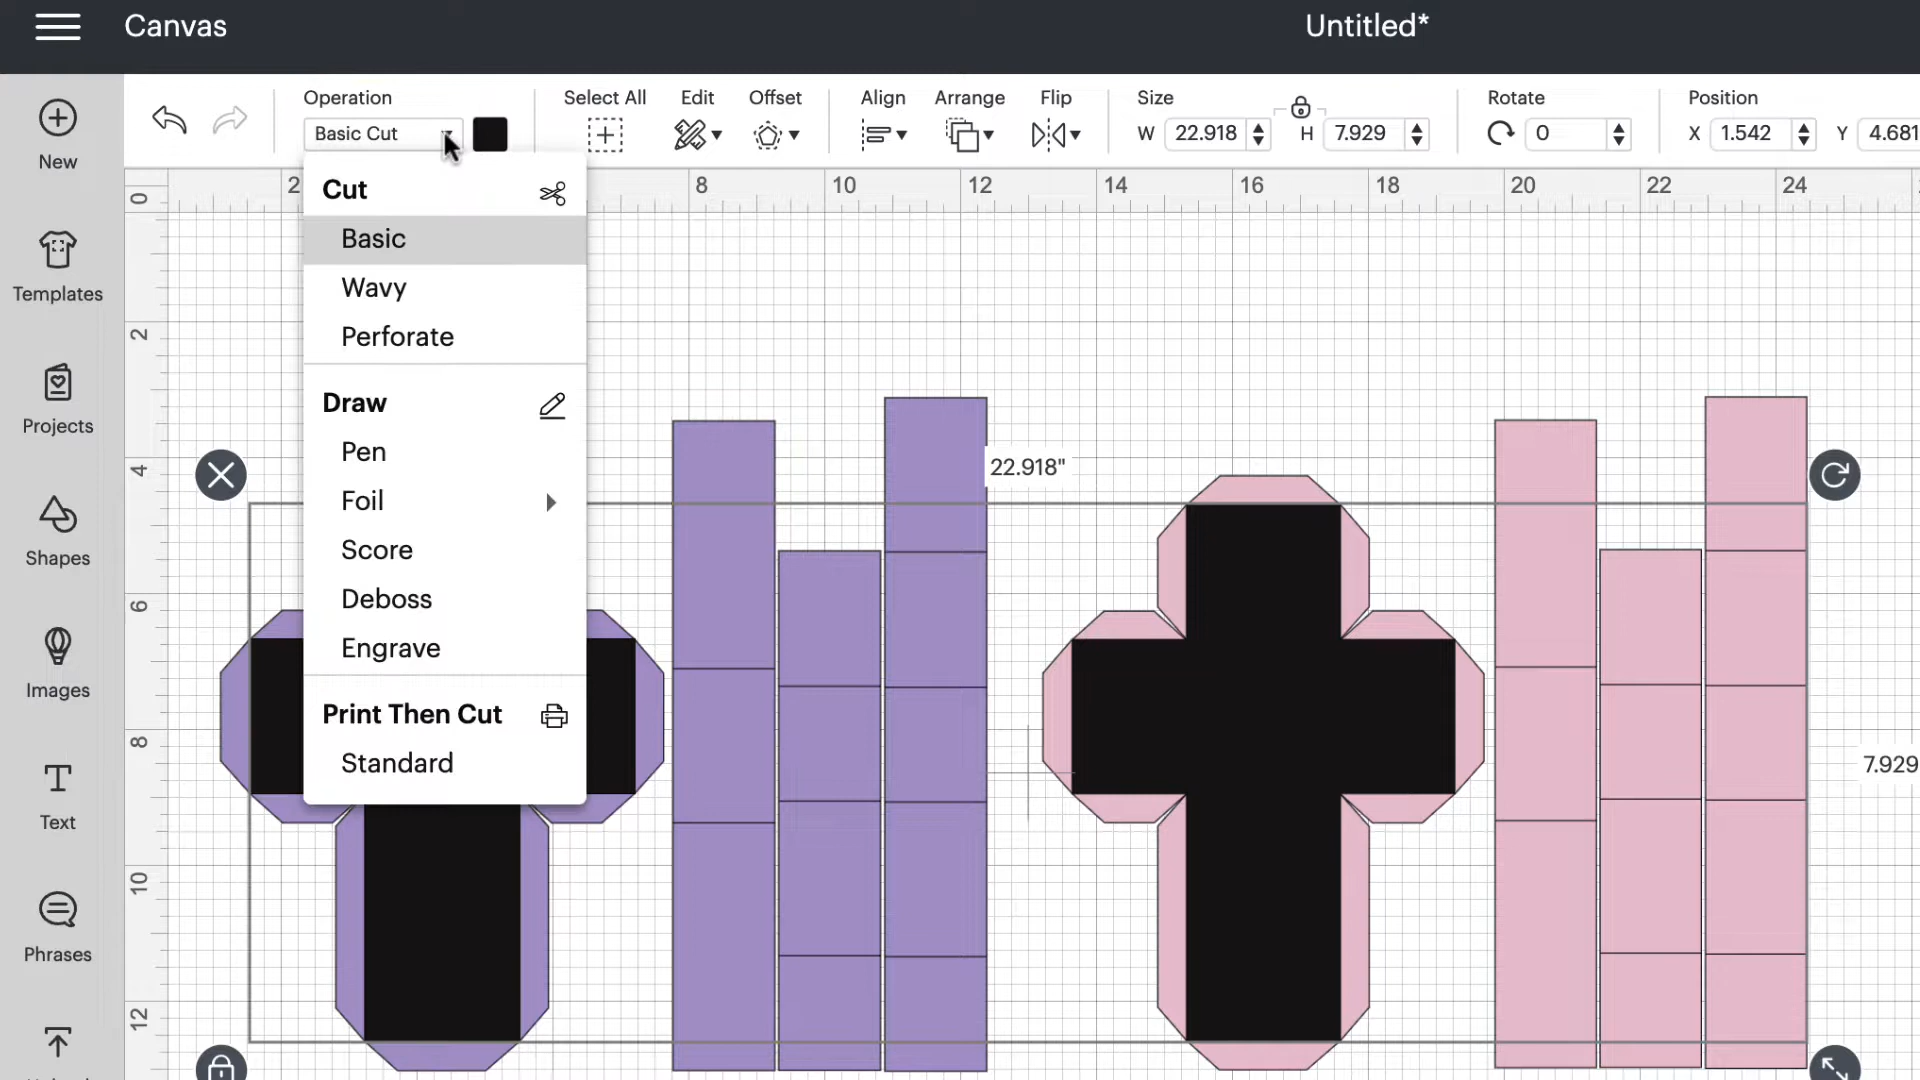 Canvas
Untitled*
Operation
Select All
Edit
Offset
Align
Arrange
Flip
Size
Rotate
Position
Basic Cut
W 22.918
H 7.929
0
X 1.542
Y 4.681
New
Templates
Projects
Shapes
Images
Text
Phrases
Cut
Basic
Wavy
Perforate
Draw
Pen
Foil
Score
Deboss
Engrave
Print Then Cut
Standard
2 8 10 12 14 16 18 20 22 24
0
2
4
6
8
10
12
22.918"
7.929